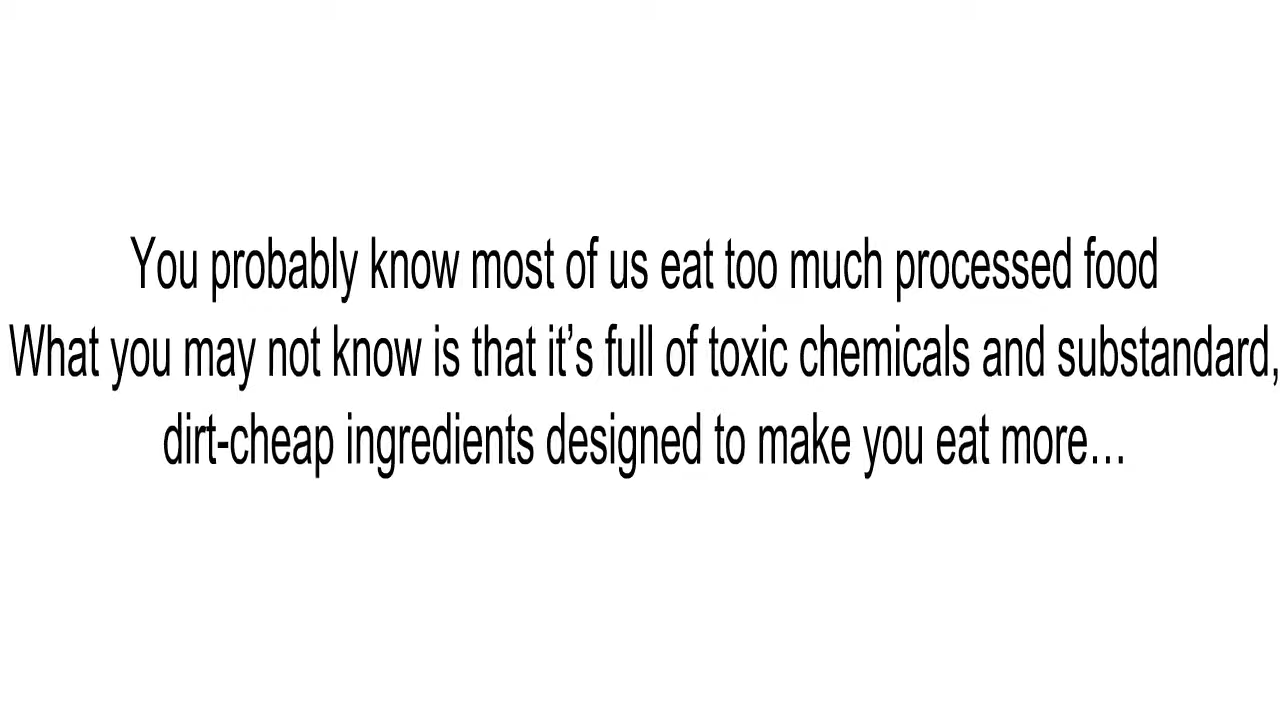 You probably know most of us eat too much processed food
What you may not know is that it’s full of toxic chemicals and substandard,
dirt-cheap ingredients designed to make you eat more…